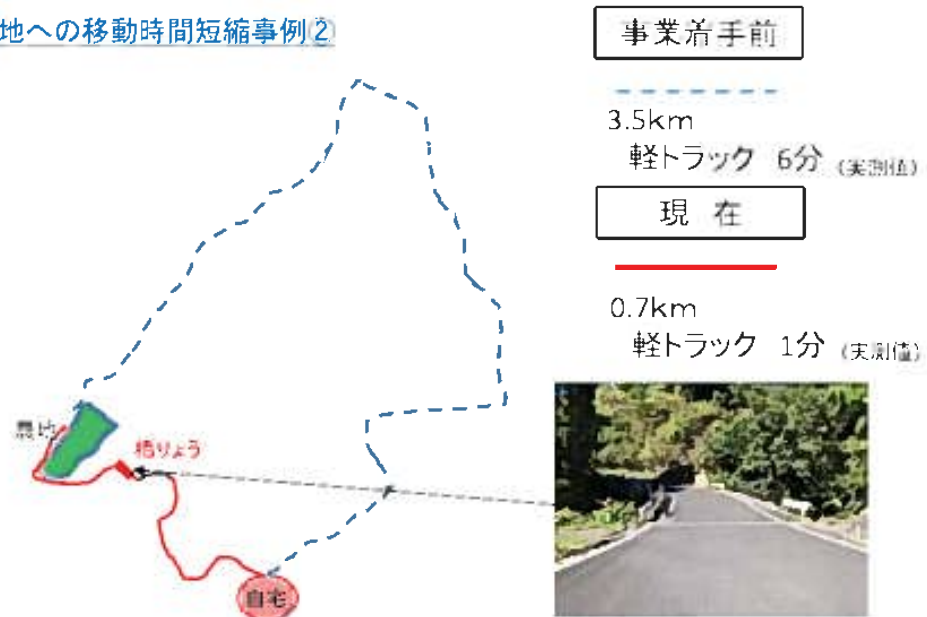 地への移動時間短縮事例②
事業着手前
3.5km
軽トラック 6分 (実測値)
現 在
0.7km
軽トラック 1分 (実測値)
農地
橋りょう
自宅